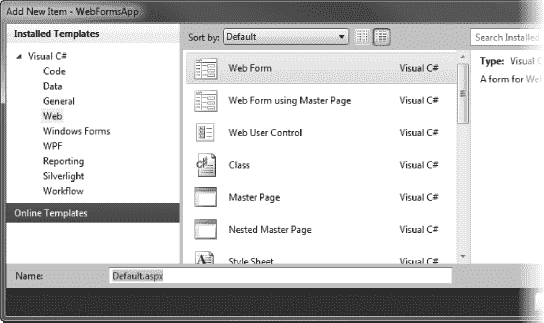 Add New Item - WebFormsApp
Installed Templates
Visual C#
Code
Data
General
Web
Windows Forms
WPF
Reporting
Silverlight
Workflow
Online Templates
Sort by: Default
Search Installed
Web Form Visual C#
Web Form using Master Page Visual C#
Web User Control Visual C#
Class Visual C#
Master Page Visual C#
Nested Master Page Visual C#
Style Sheet Visual C#
Type: Visual C
A form for Web
Name: Default.aspx